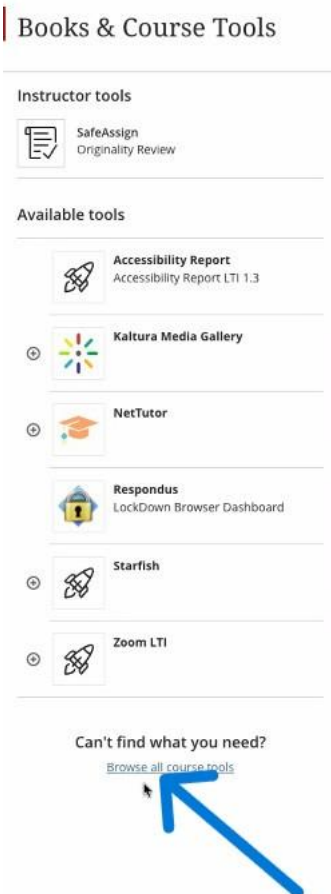 Books & Course Tools
Instructor tools
SafeAssign
Originality Review
Available tools
Accessibility Report
Accessibility Report LTI 1.3
Kaltura Media Gallery
NetTutor
Respondus
LockDown Browser Dashboard
Starfish
Zoom LTI
Can't find what you need?
Browse all course tools